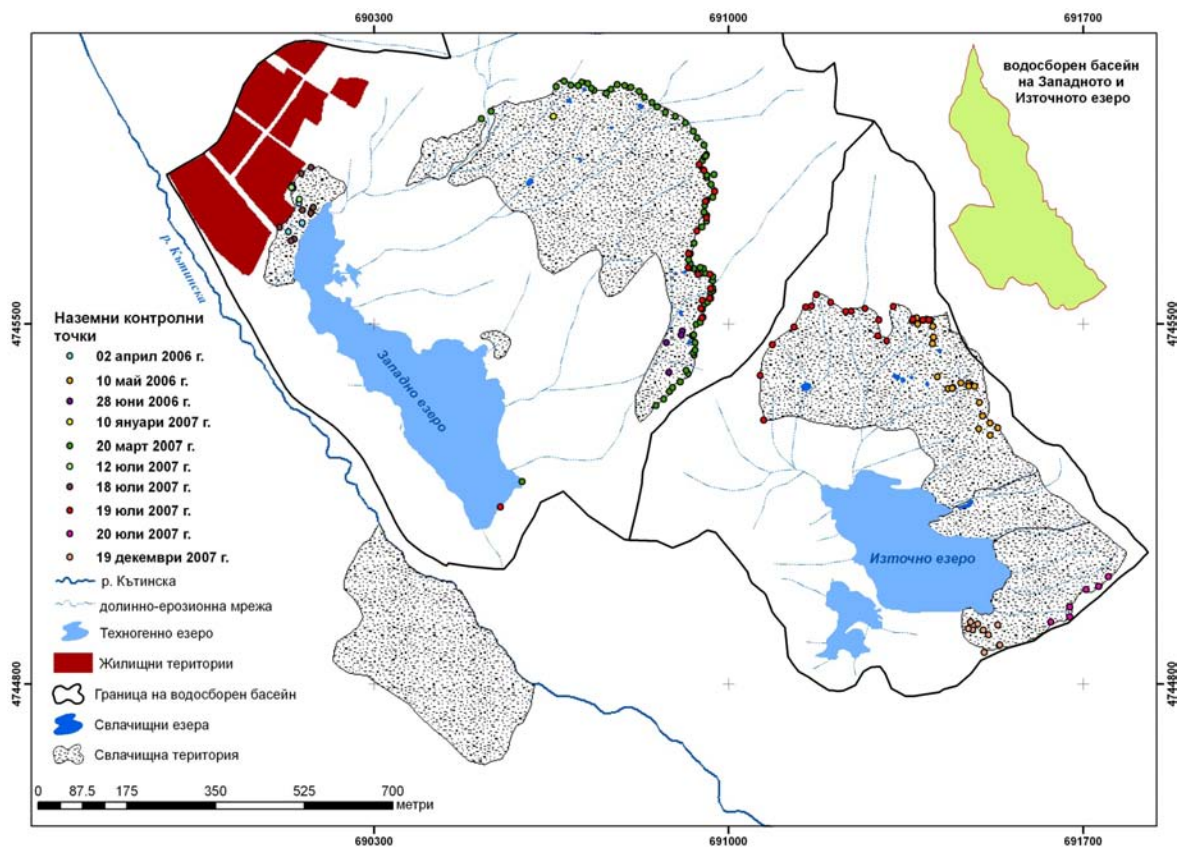 690300
691000
691700
водосборен басейн
на Западното и
Източното езеро
р. Кътинска
4745500
4745500
Наземни контролни
точки
02 април 2006 г.
10 май 2006 г.
28 юни 2006 г.
10 януари 2007 г.
20 март 2007 г.
12 юли 2007 г.
18 юли 2007 г.
19 юли 2007 г.
20 юли 2007 г.
19 декември 2007 г.
р. Кътинска
долинно-ерозионна мрежа
Техногенно езеро
Жилищни територии
Граница на водосборен басейн
Свлачищни езера
Свлачищна територия
Западно езеро
Източно езеро
4744800
4744800
0 87.5 175 350 525 700
метри
690300
691000
691700